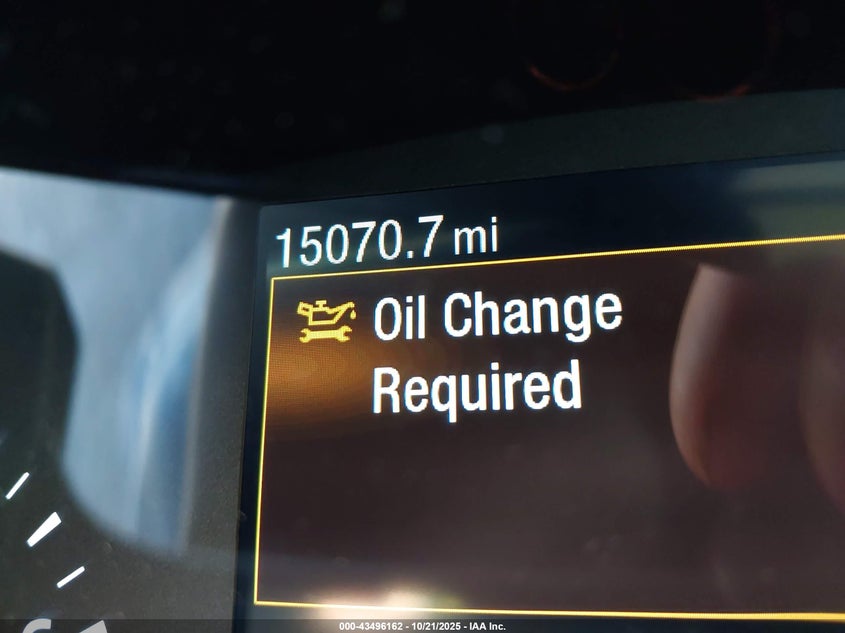 15070.7 mi
Oil Change
Required
000-43496162 - 10/21/2025 - IAA Inc.